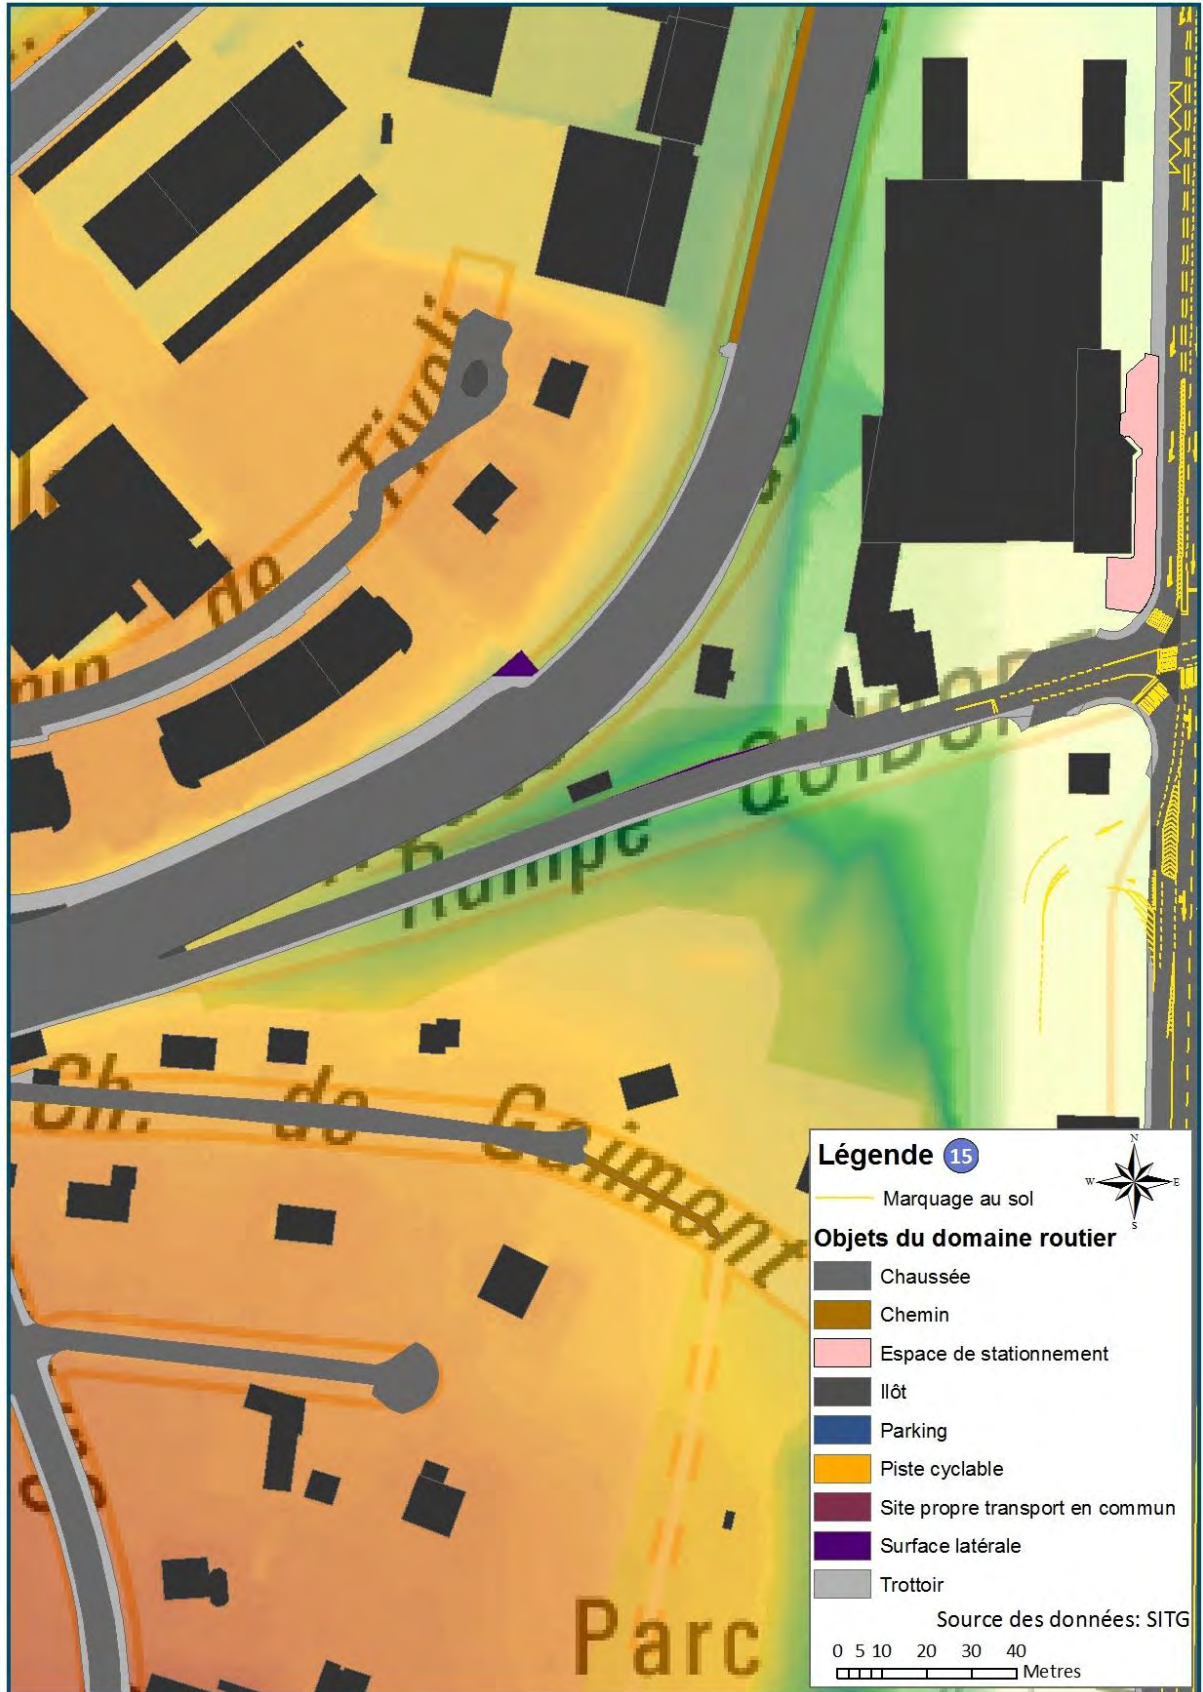 Tivoli
de
Rampe
QUIDORT
Ch. de Gaimont
Parc
Légende 15
N
W E
S
Marquage au sol
Objets du domaine routier
Chaussée
Chemin
Espace de stationnement
Ilôt
Parking
Piste cyclable
Site propre transport en commun
Surface latérale
Trottoir
Source des données: SITG
0 5 10 20 30 40
Metres